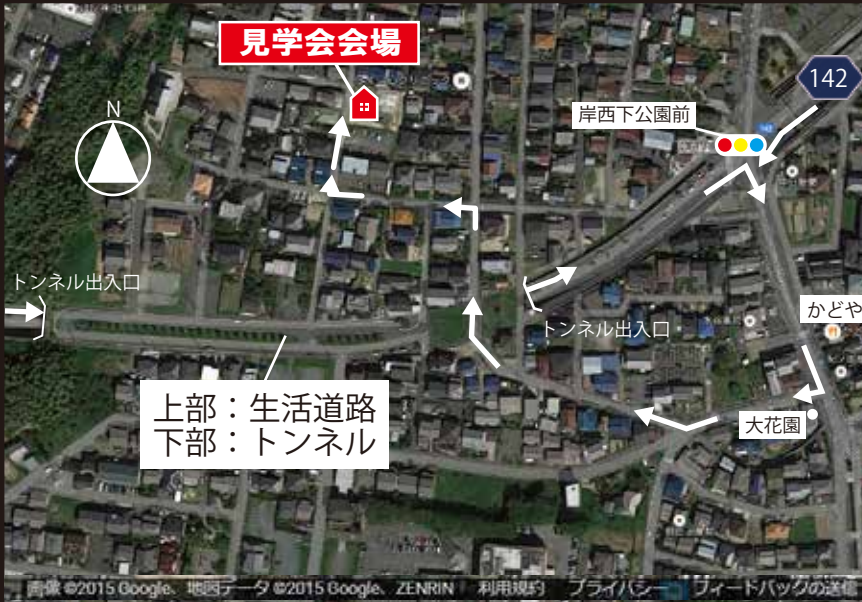 見学会会場
142
岸西下公園前
N
トンネル出入口
トンネル出入口
かどや
上部：生活道路
下部：トンネル
大花園
画像 ©2015 Google、地図データ ©2015 Google、ZENRIN 利用規約 プライバシー フィードバックの送信